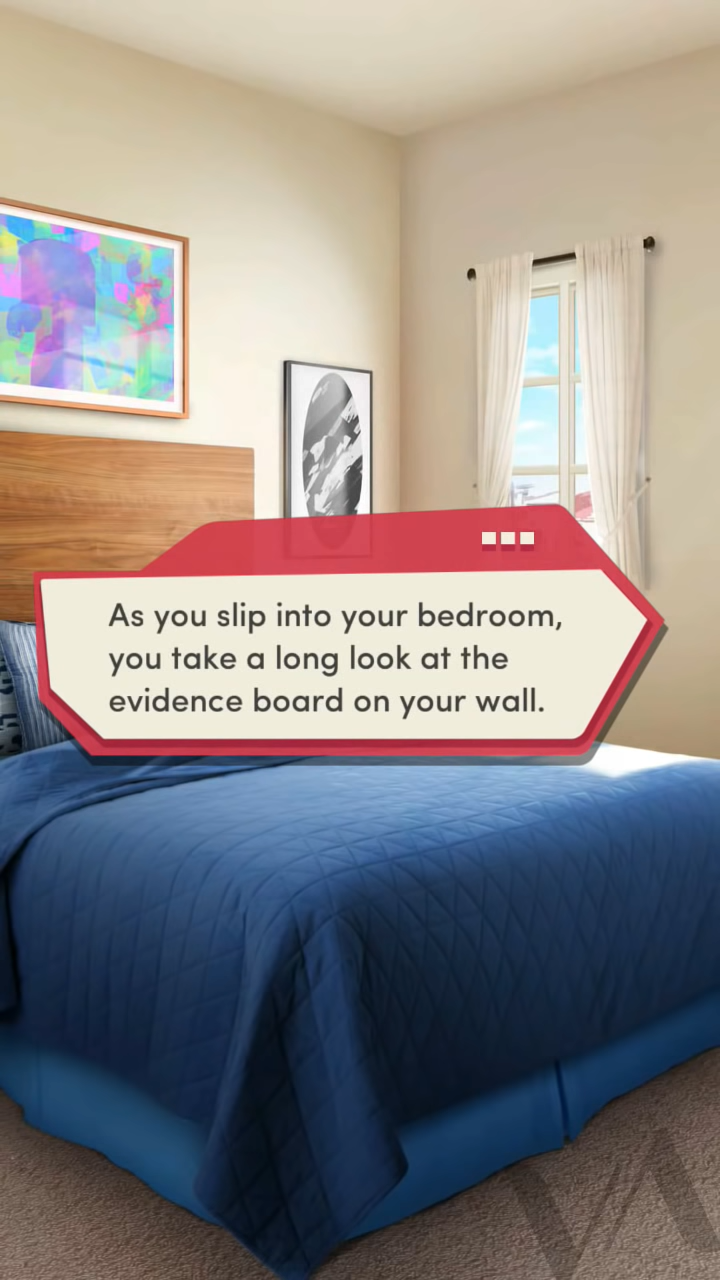 As you slip into your bedroom,
you take a long look at the
evidence board on your wall.